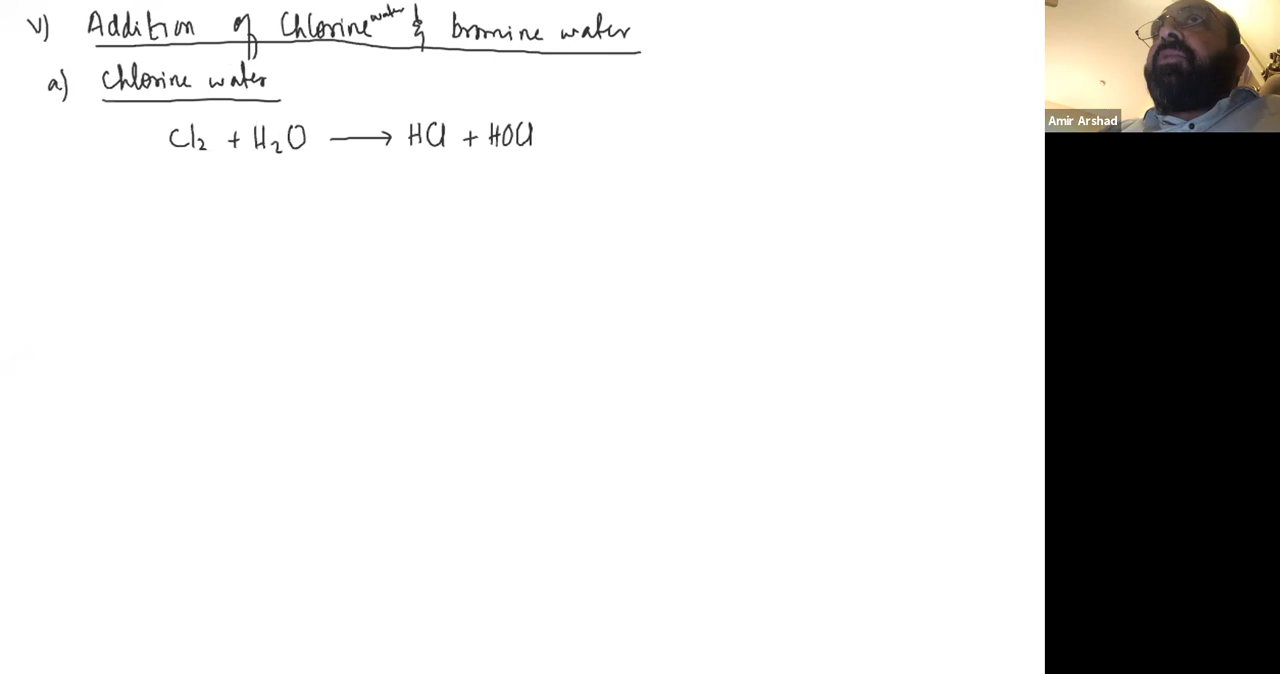 v) Addition of Chlorine water & bromine water
a) Chlorine water
Cl₂ + H₂O ⟶ HCl + HOCl
Amir Arshad